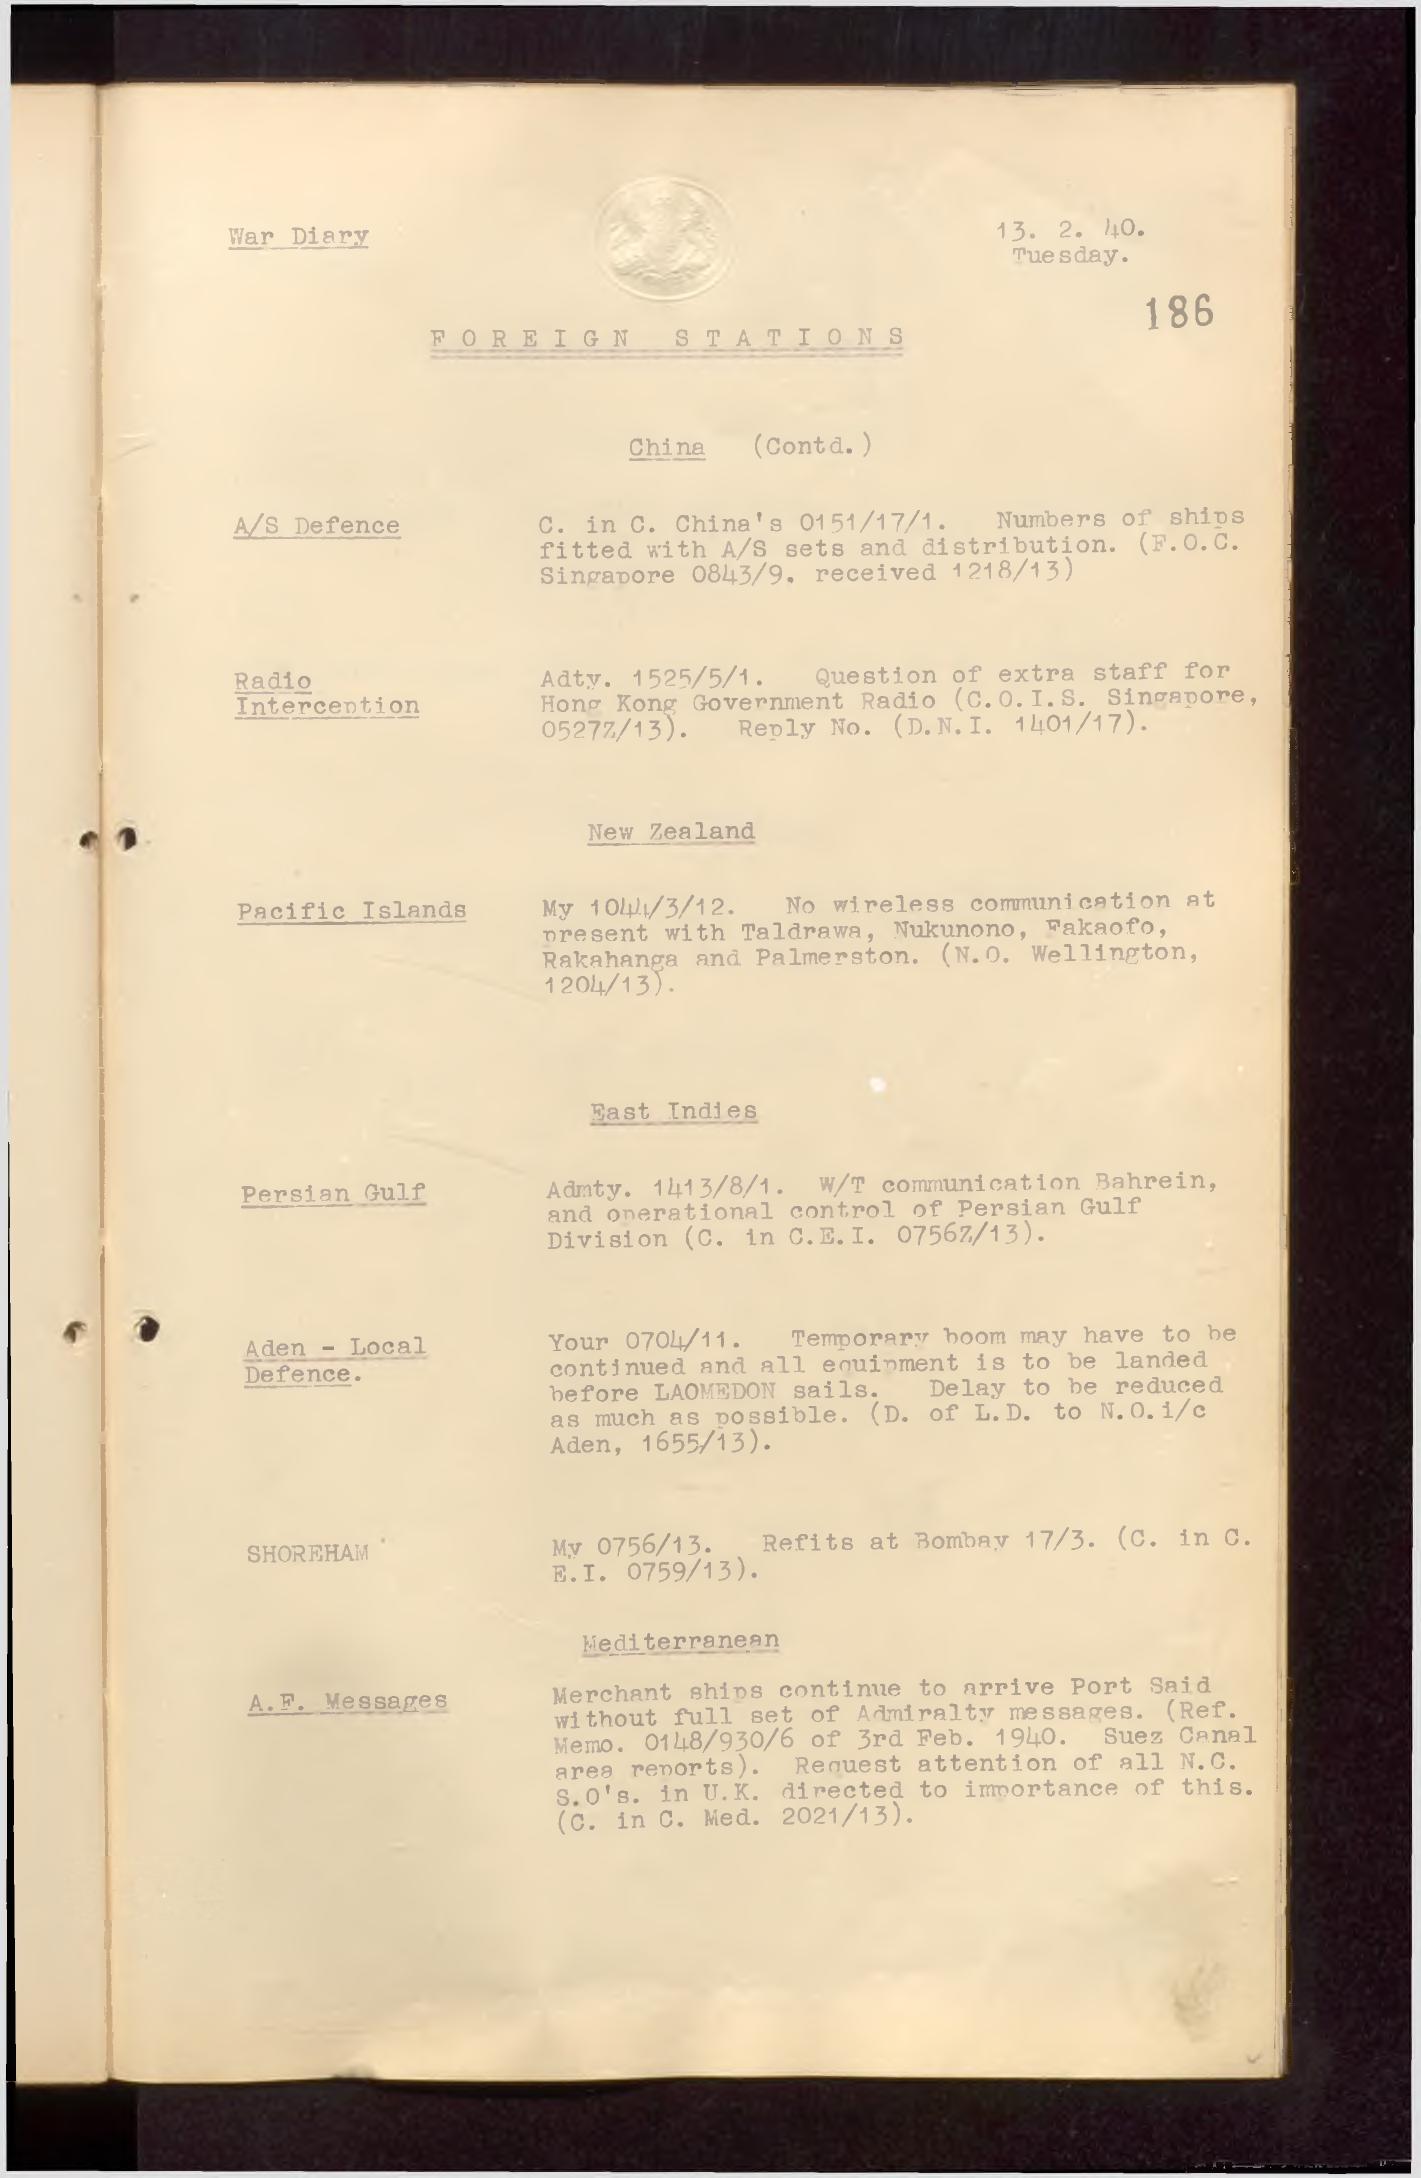 War Diary
13. 2. 40.
Tuesday.
186
FOREIGN STATIONS
China (Contd.)
A/S Defence
C. in C. China's 0151/17/1. Numbers of ships
fitted with A/S sets and distribution. (F.O.C.
Singapore 0843/9. received 1218/13)
Radio
Interception
Adty. 1525/5/1. Question of extra staff for
Hong Kong Government Radio (C.O.I.S. Singapore,
0527Z/13). Reply No. (D.N.I. 1401/17).
New Zealand
Pacific Islands
My 1044/3/12. No wireless communication at
present with Taldrawa, Nukunono, Fakaofo,
Rakahanga and Palmerston. (N.O. Wellington,
1204/13).
East Indies
Persian Gulf
Admty. 1413/8/1. W/T communication Bahrein,
and operational control of Persian Gulf
Division (C. in C.E.I. 0756Z/13).
Aden - Local
Defence.
Your 0704/11. Temporary boom may have to be
continued and all equipment is to be landed
before LAOMEDON sails. Delay to be reduced
as much as possible. (D. of L.D. to N.O.i/c
Aden, 1655/13).
SHOREHAM
My 0756/13. Refits at Bombay 17/3. (C. in C.
E.I. 0759/13).
Mediterranean
A.F. Messages
Merchant ships continue to arrive Port Said
without full set of Admiralty messages. (Ref.
Memo. 0148/930/6 of 3rd Feb. 1940. Suez Canal
area reports). Request attention of all N.C.
S.O's. in U.K. directed to importance of this.
(C. in C. Med. 2021/13).